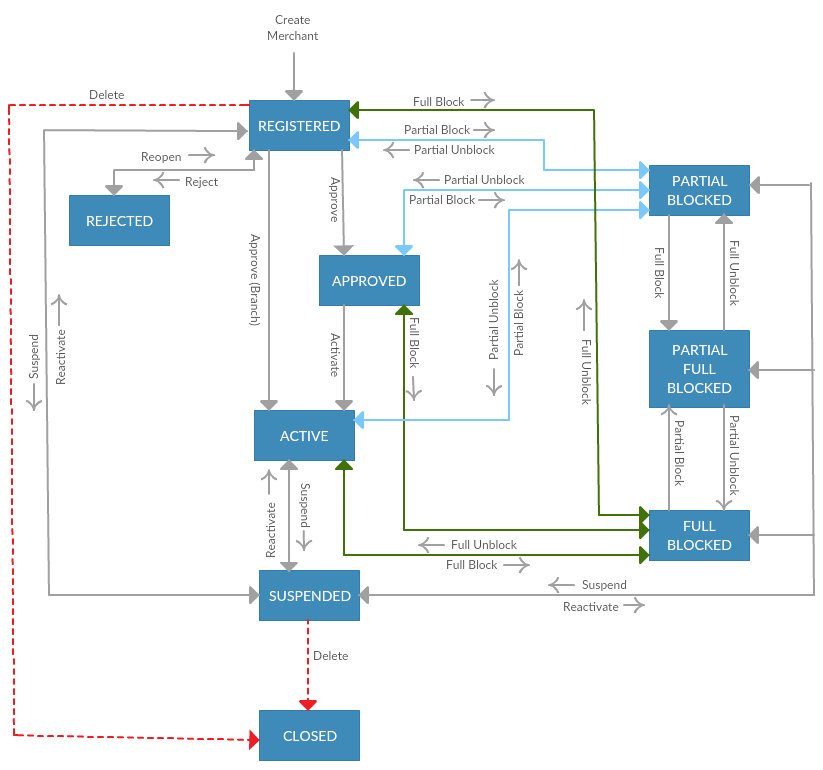 Create
Merchant
Delete
Full Block
REGISTERED
Partial Block
Partial Unblock
Reopen
Reject
Partial Unblock
Partial Block
PARTIAL
BLOCKED
REJECTED
Approve
Approve (Branch)
APPROVED
Full Block
Full Unblock
Suspend
Reactivate
Activate
Full Block
Partial Unblock
Partial Block
Full Unblock
PARTIAL
FULL
BLOCKED
ACTIVE
Partial Block
Partial Unblock
Reactivate
Suspend
FULL
BLOCKED
Full Unblock
Full Block
SUSPENDED
Suspend
Reactivate
Delete
CLOSED